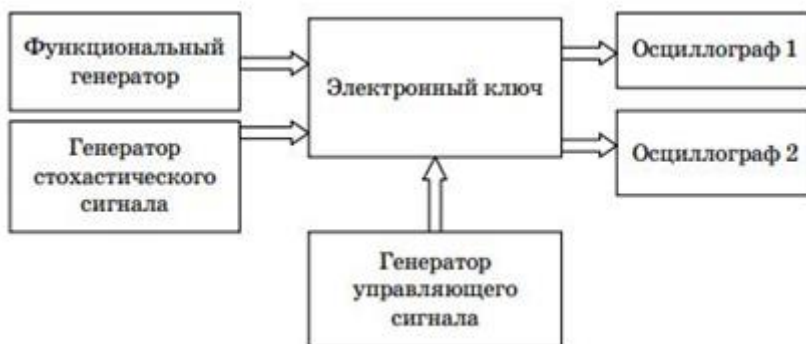 Функциональный
генератор
Генератор
стохастического
сигнала
Электронный ключ
Осциллограф 1
Осциллограф 2
Генератор
управляющего
сигнала